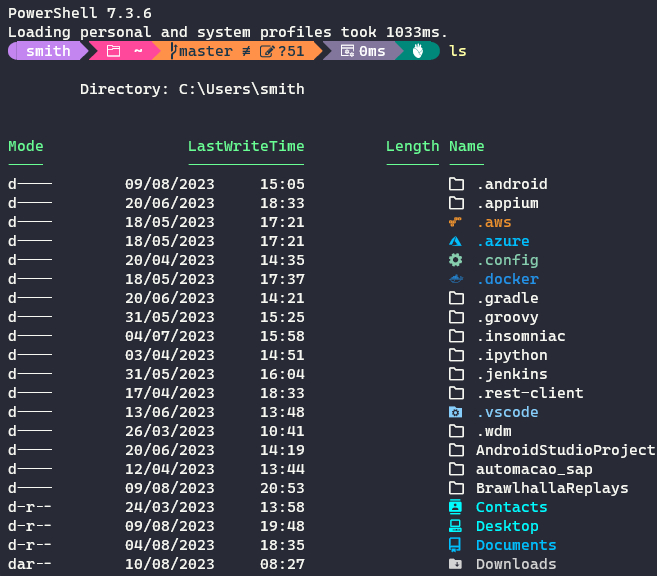 PowerShell 7.3.6
Loading personal and system profiles took 1033ms.
smith ~ master ≢ ?51 0ms ls
Directory: C:\Users\smith
Mode LastWriteTime Length Name
d---- 09/08/2023 15:05 .android
d---- 20/06/2023 18:33 .appium
d---- 18/05/2023 17:21 .aws
d---- 18/05/2023 17:21 .azure
d---- 20/04/2023 14:35 .config
d---- 18/05/2023 17:37 .docker
d---- 20/06/2023 14:21 .gradle
d---- 31/05/2023 15:25 .groovy
d---- 04/07/2023 15:58 .insomniac
d---- 03/04/2023 14:51 .ipython
d---- 31/05/2023 16:04 .jenkins
d---- 17/04/2023 18:33 .rest-client
d---- 13/06/2023 13:48 .vscode
d---- 26/03/2023 10:41 .wdm
d---- 20/06/2023 14:19 AndroidStudioProject
d---- 12/04/2023 13:44 automacao_sap
d---- 09/08/2023 20:53 BrawlhallaReplays
d-r-- 24/03/2023 13:58 Contacts
d-r-- 09/08/2023 19:48 Desktop
d-r-- 04/08/2023 18:35 Documents
dar-- 10/08/2023 08:27 Downloads